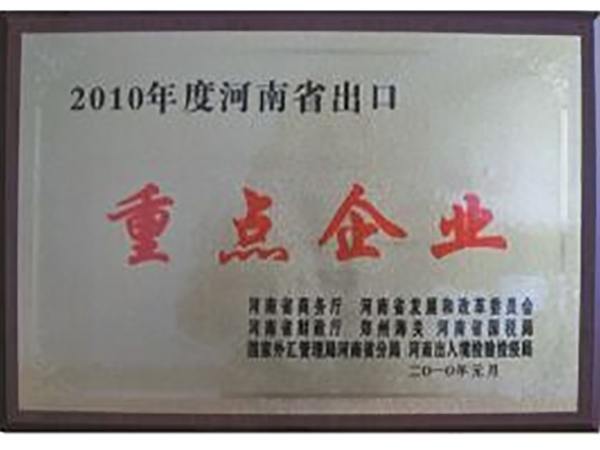 2010年度河南省出口
重点企业
河南省商务厅 河南省发展和改革委员会
河南省财政厅 郑州海关 河南省国税局
国家外汇管理局河南省分局 河南出入境检验检疫局
二〇一〇年元月